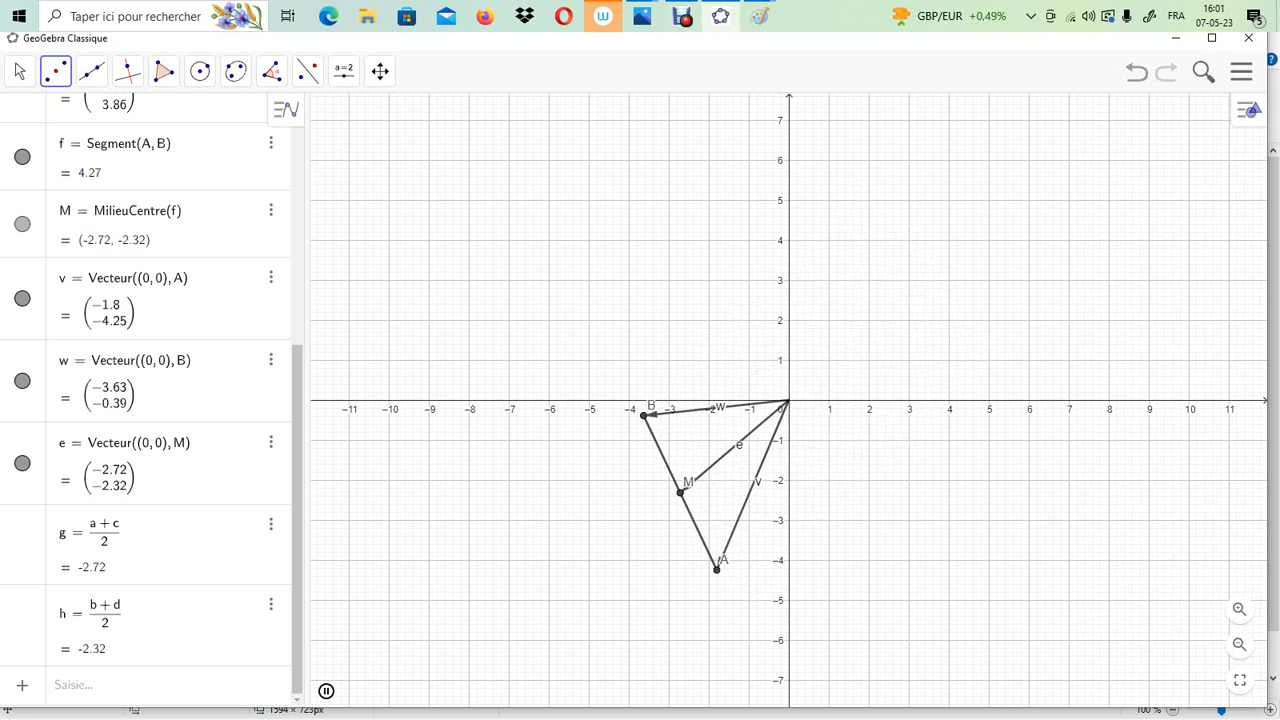 Taper ici pour rechercher
GBP/EUR +0,49%
FRA
16:01
07-05-23
5
GeoGebra Classique
a=2
= ( 3.86 )
f = Segment(A, B)
= 4.27
M = MilieuCentre(f)
= (-2.72, -2.32)
v = Vecteur((0, 0), A)
= (−1.8
−4.25)
w = Vecteur((0, 0), B)
= (−3.63
−0.39)
e = Vecteur((0, 0), M)
= (−2.72
−2.32)
g = a + c
2
= -2.72
h = b + d
2
= -2.32
+ Saisie...
7
6
5
4
3
2
1
−11 −10 −9 −8 −7 −6 −5 −4 −3 −2 −1 0 1 2 3 4 5 6 7 8 9 10 11
−1
−2
−3
−4
−5
−6
−7
B
w
e
M
v
A
1594 × 723px
100 %